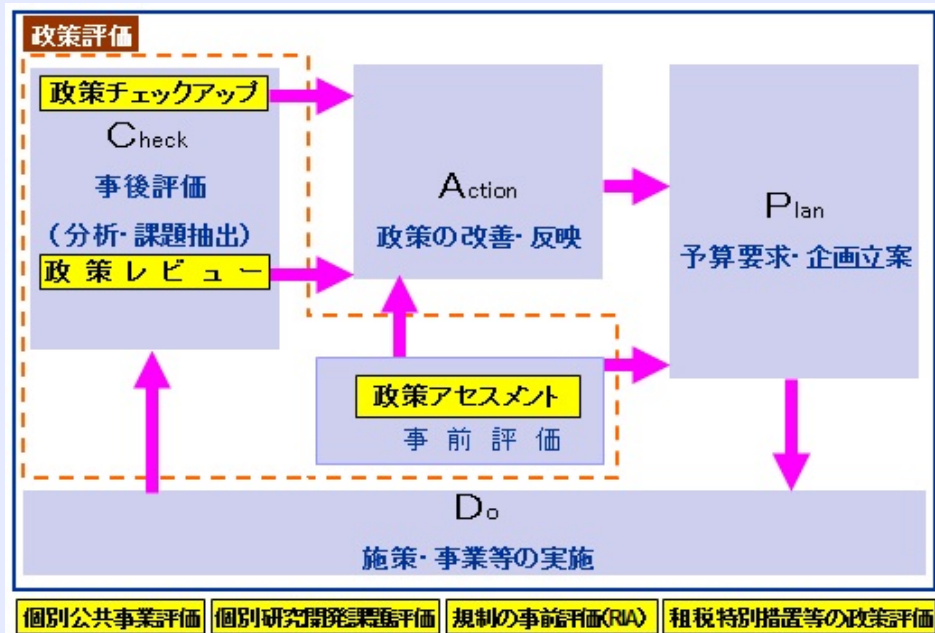 政策評価
政策チェックアップ
Check
事後評価
(分析・課題抽出)
政策レビュー
Action
政策の改善・反映
Plan
予算要求・企画立案
政策アセスメント
事前評価
Do
施策・事業等の実施
個別公共事業評価
個別研究開発課題評価
規制の事前評価(RIA)
租税特別措置等の政策評価